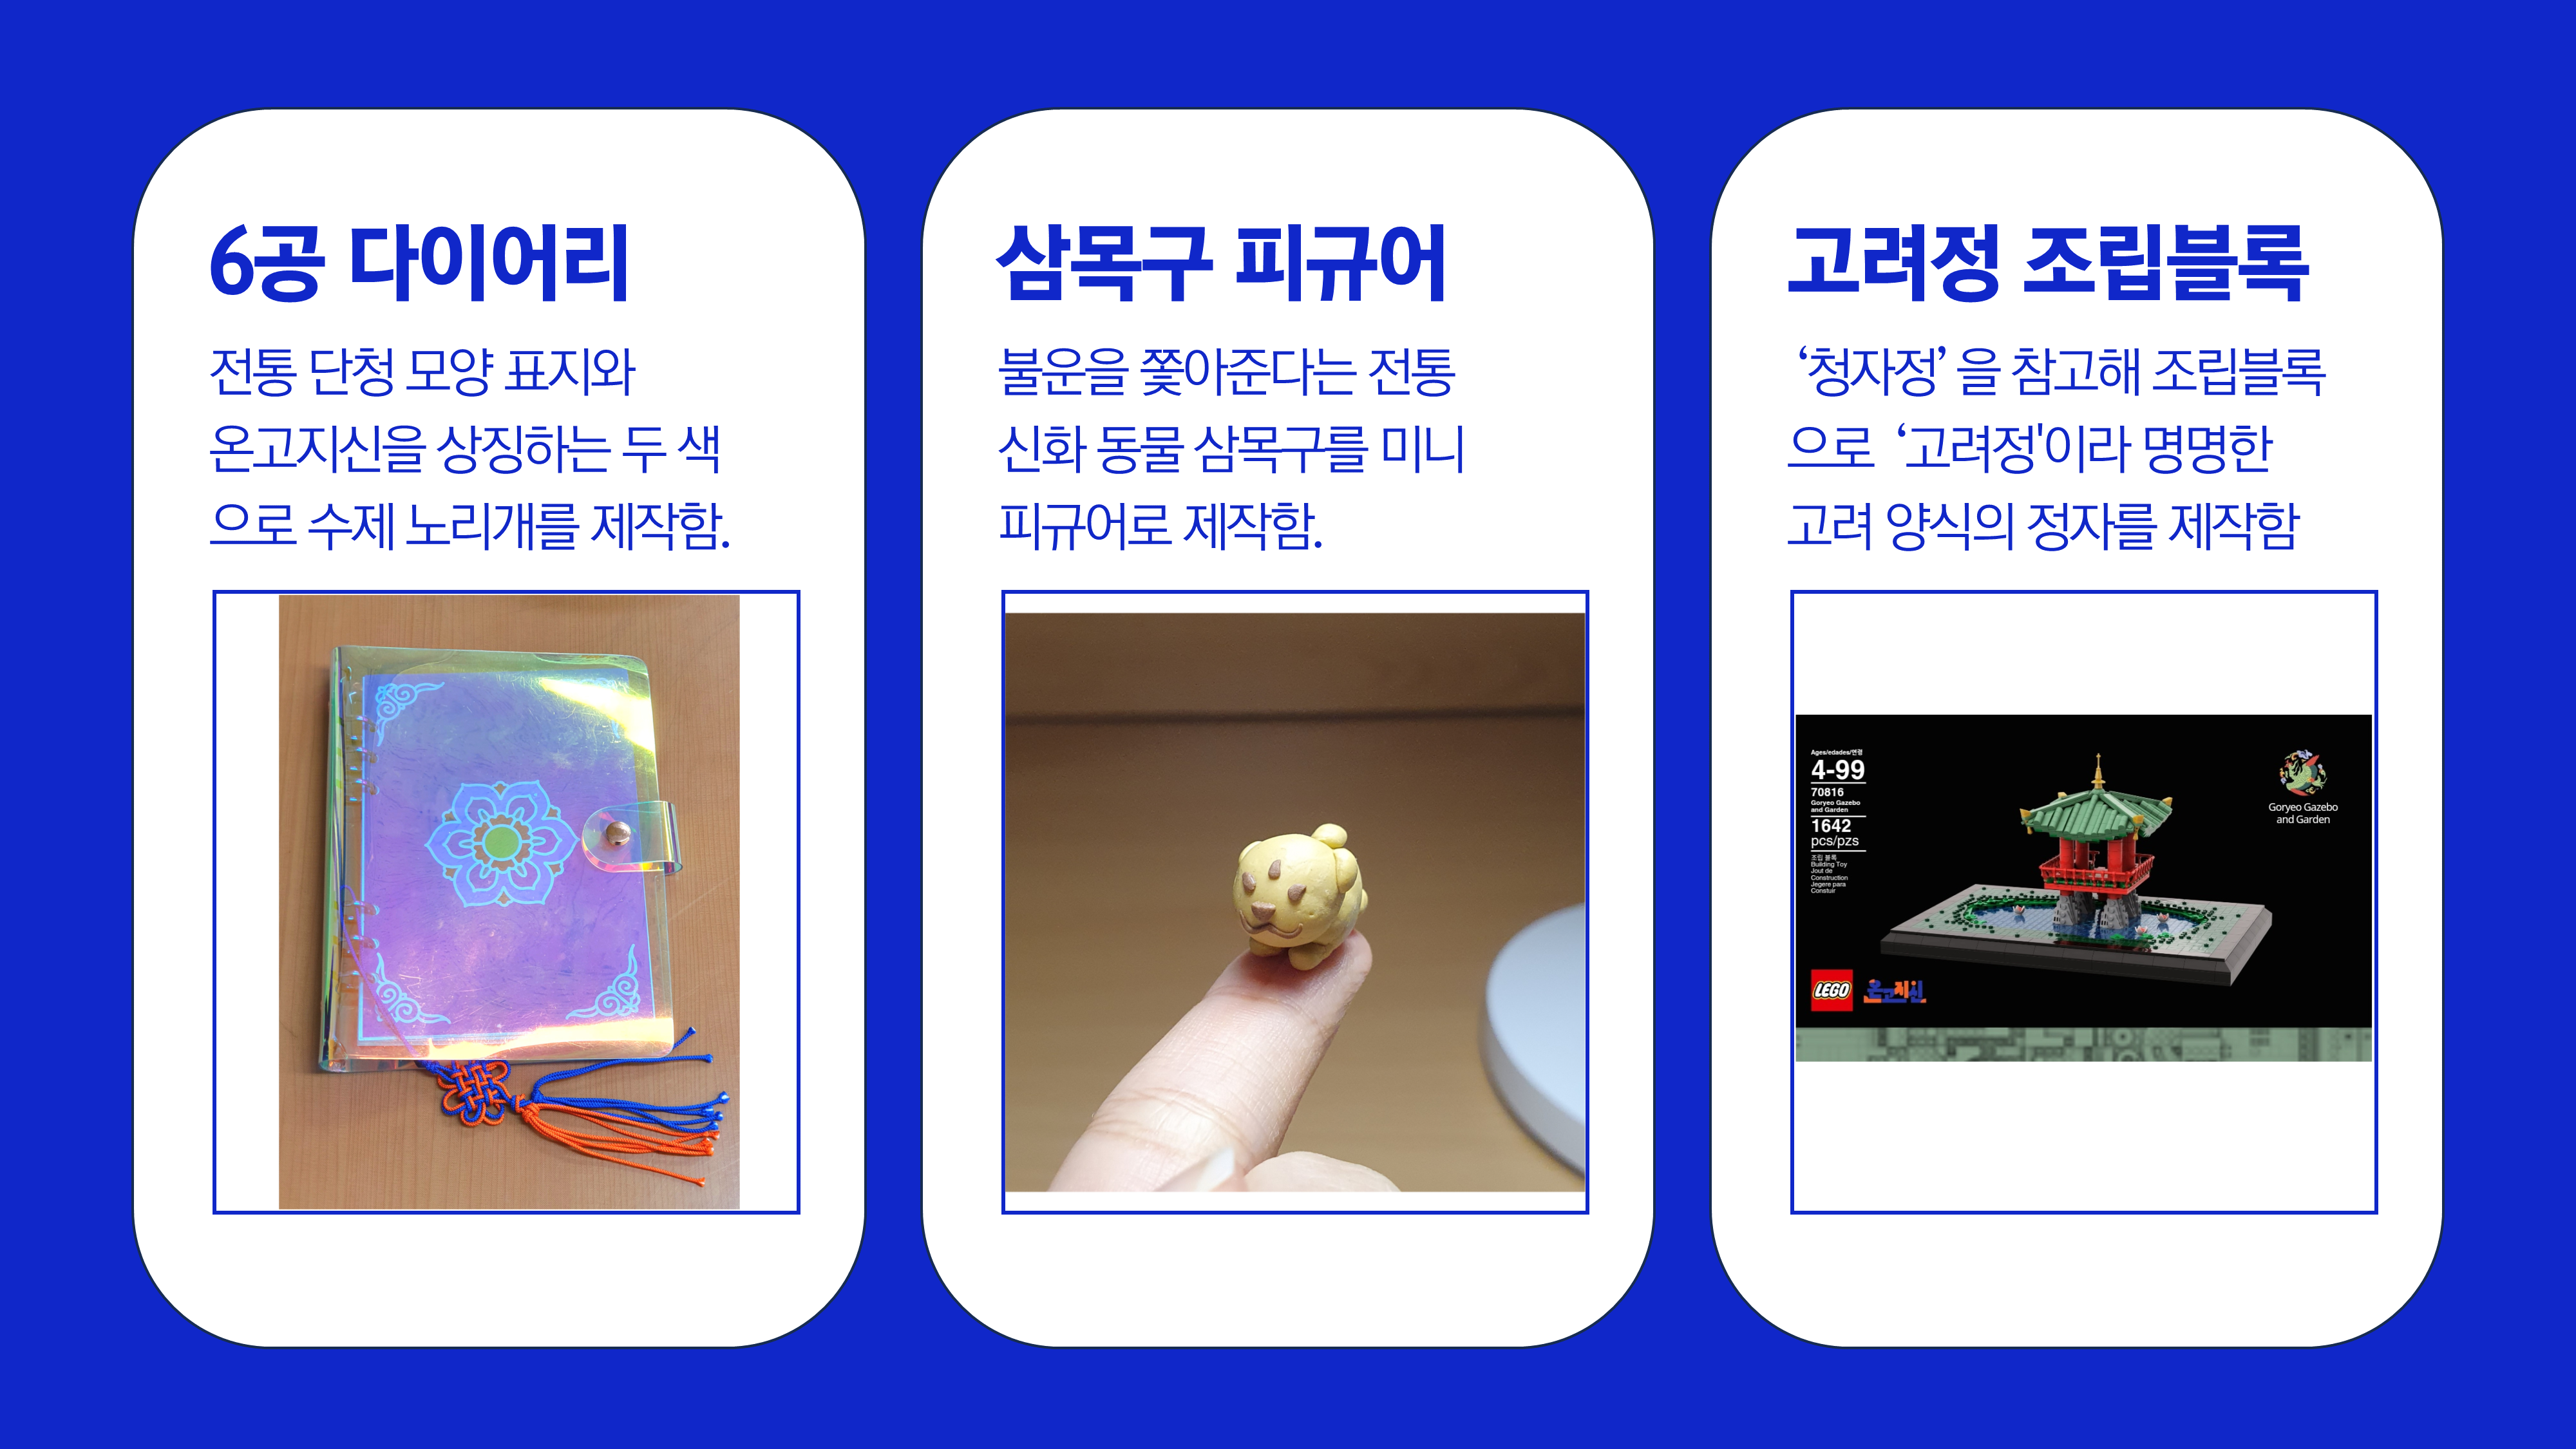 6공 다이어리
전통 단청 모양 표지와
온고지신을 상징하는 두 색
으로 수제 노리개를 제작함.
삼목구 피규어
불운을 쫓아준다는 전통
신화 동물 삼목구를 미니
피규어로 제작함.
고려정 조립블록
‘청자정’ 을 참고해 조립블록
으로 ‘고려정'이라 명명한
고려 양식의 정자를 제작함
Ages/edades/연령
4-99
70816
Goryeo Gazebo
and Garden
1642
pcs/pzs
조립 블록
Building Toy
Jout de
Construction
Jegere para
Constuir
Goryeo Gazebo
and Garden
LEGO
온고지신